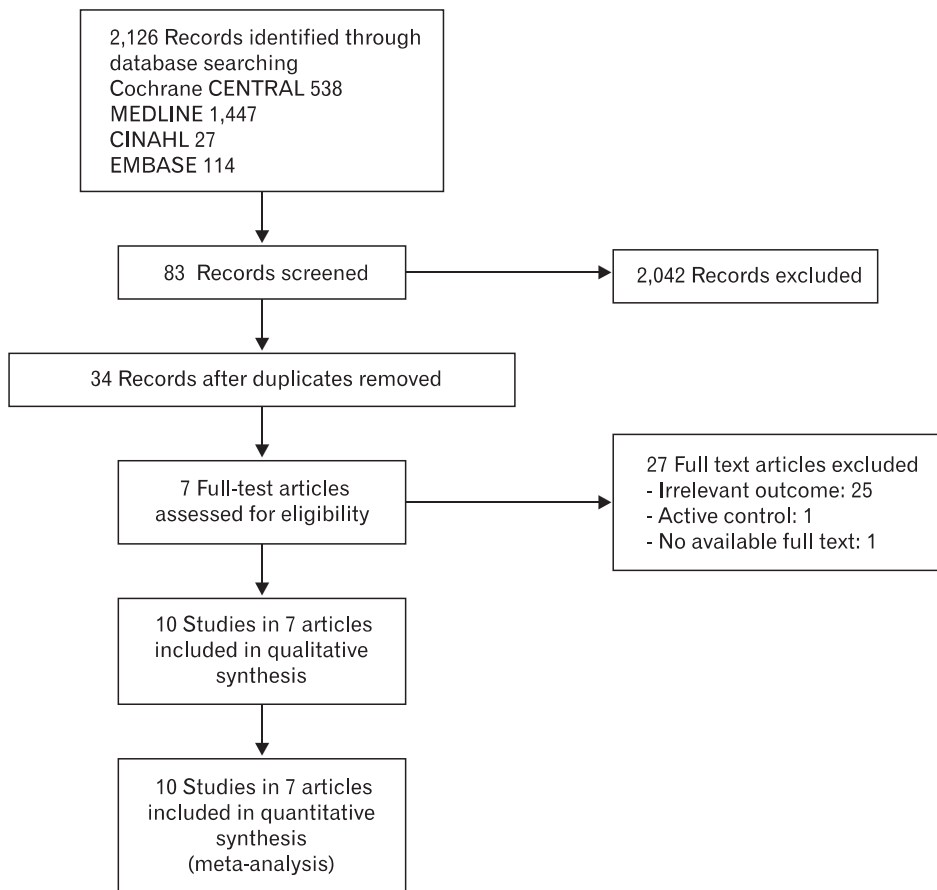 2,126 Records identified through
database searching
Cochrane CENTRAL 538
MEDLINE 1,447
CINAHL 27
EMBASE 114
83 Records screened
2,042 Records excluded
34 Records after duplicates removed
7 Full-test articles
assessed for eligibility
27 Full text articles excluded
- Irrelevant outcome: 25
- Active control: 1
- No available full text: 1
10 Studies in 7 articles
included in qualitative
synthesis
10 Studies in 7 articles
included in quantitative
synthesis
(meta-analysis)